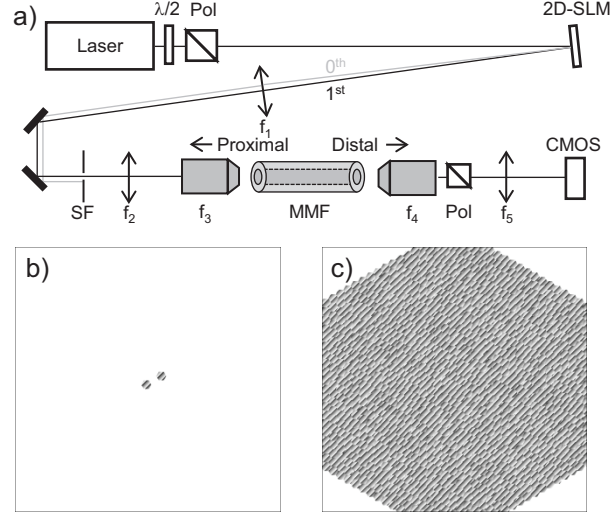 a)
λ/2
Pol
2D-SLM
Laser
0th
1st
f1
Proximal
Distal
CMOS
SF
f2
f3
MMF
f4
Pol
f5
b)
c)